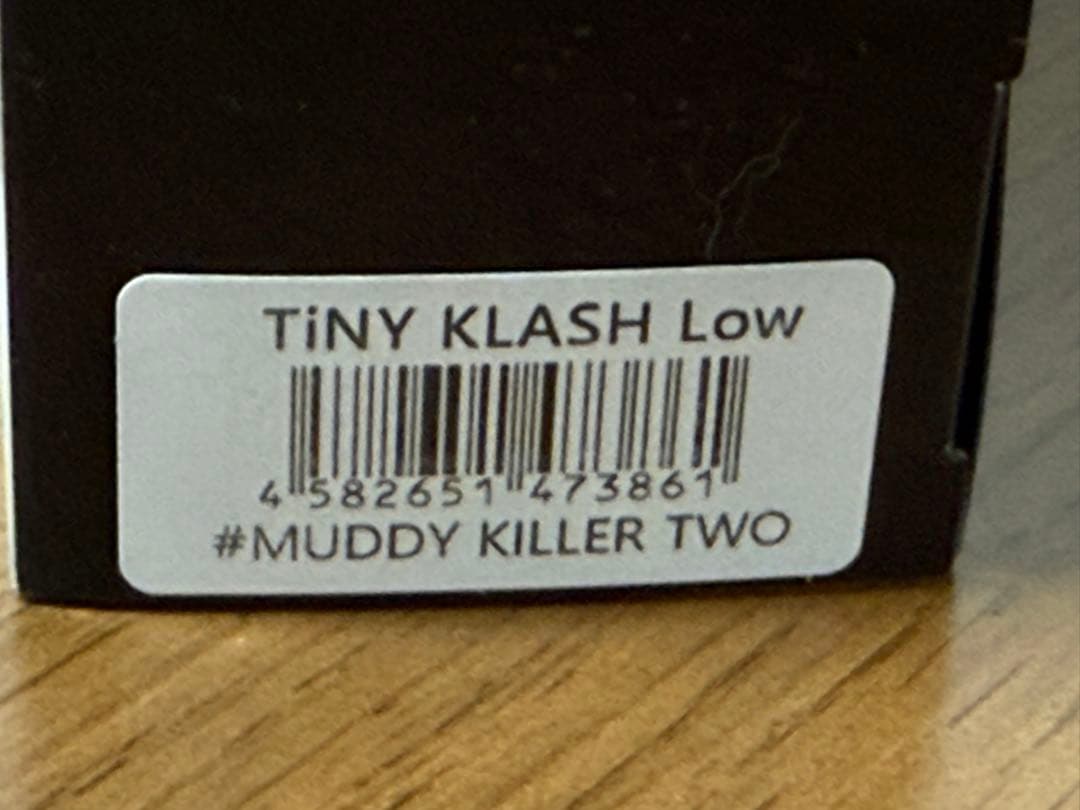 TiNY KLASH Low
4 582651 473861
#MUDDY KILLER TWO